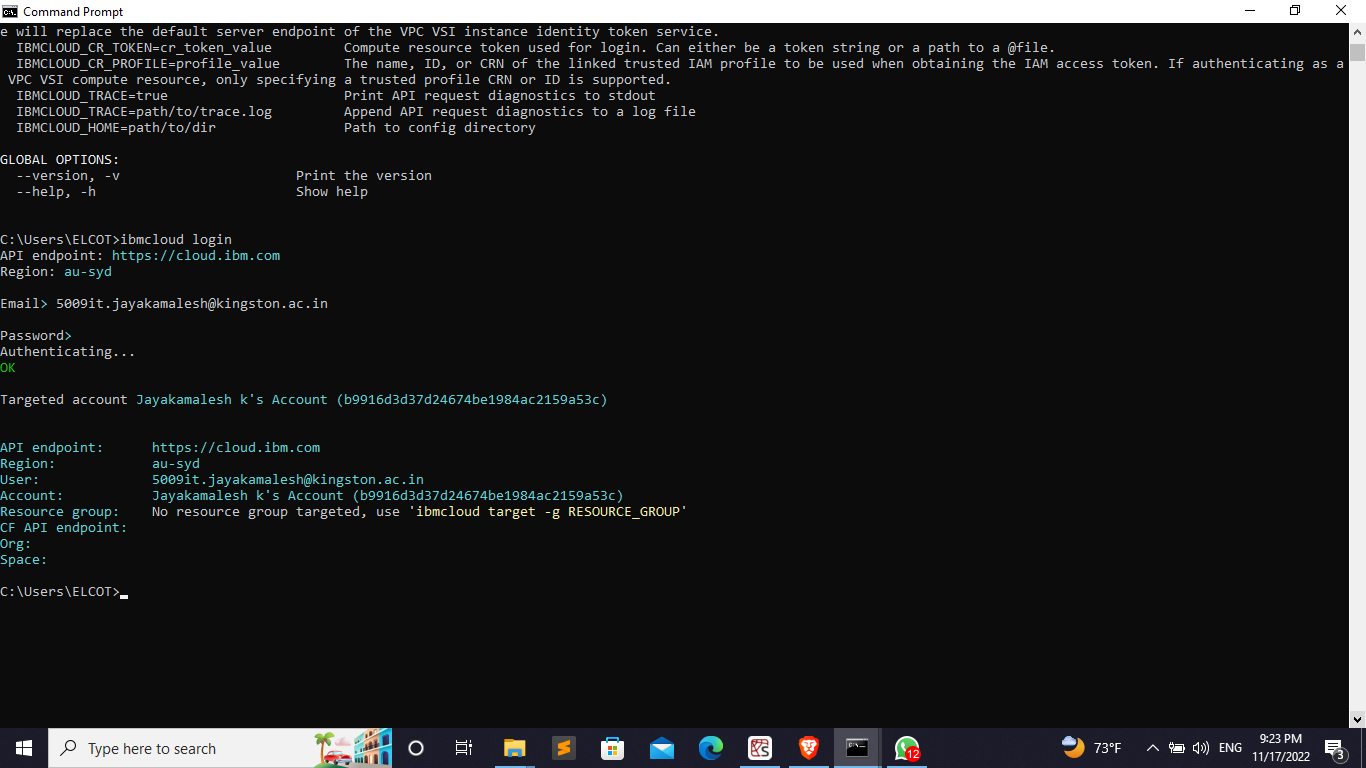 Command Prompt
e will replace the default server endpoint of the VPC VSI instance identity token service.
IBMCLOUD_CR_TOKEN=cr_token_value Compute resource token used for login. Can either be a token string or a path to a @file.
IBMCLOUD_CR_PROFILE=profile_value The name, ID, or CRN of the linked trusted IAM profile to be used when obtaining the IAM access token. If authenticating as a
VPC VSI compute resource, only specifying a trusted profile CRN or ID is supported.
IBMCLOUD_TRACE=true Print API request diagnostics to stdout
IBMCLOUD_TRACE=path/to/trace.log Append API request diagnostics to a log file
IBMCLOUD_HOME=path/to/dir Path to config directory
GLOBAL OPTIONS:
--version, -v Print the version
--help, -h Show help
C:\Users\ELCOT>ibmcloud login
API endpoint: https://cloud.ibm.com
Region: au-syd
Email> 5009it.jayakamalesh@kingston.ac.in
Password>
Authenticating...
OK
Targeted account Jayakamalesh k's Account (b9916d3d37d24674be1984ac2159a53c)
API endpoint: https://cloud.ibm.com
Region: au-syd
User: 5009it.jayakamalesh@kingston.ac.in
Account: Jayakamalesh k's Account (b9916d3d37d24674be1984ac2159a53c)
Resource group: No resource group targeted, use 'ibmcloud target -g RESOURCE_GROUP'
CF API endpoint:
Org:
Space:
C:\Users\ELCOT>
Type here to search
12
73°F
ENG
9:23 PM
11/17/2022
3